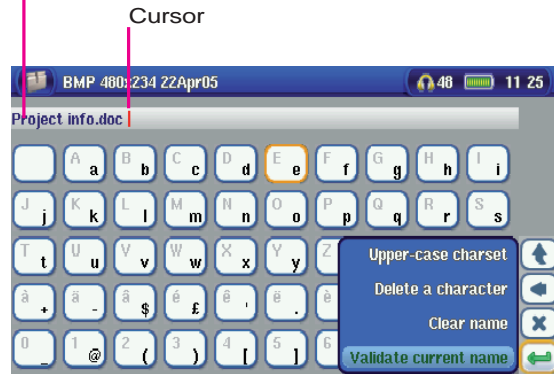 Cursor
BMP 480x234 22Apr05 48 11 25
Project info.doc
A a B b C c D d E e F f G g H h I i
J j K k L l M m N n O o P p Q q R r S s
T t U u V v W w X x Y y Z Upper-case charset
à + ä - â $ é £ ê ' ë . è Delete a character
Clear name
0 _ 1 @ 2 ( 3 ) 4 [ 5 ] 6 Validate current name